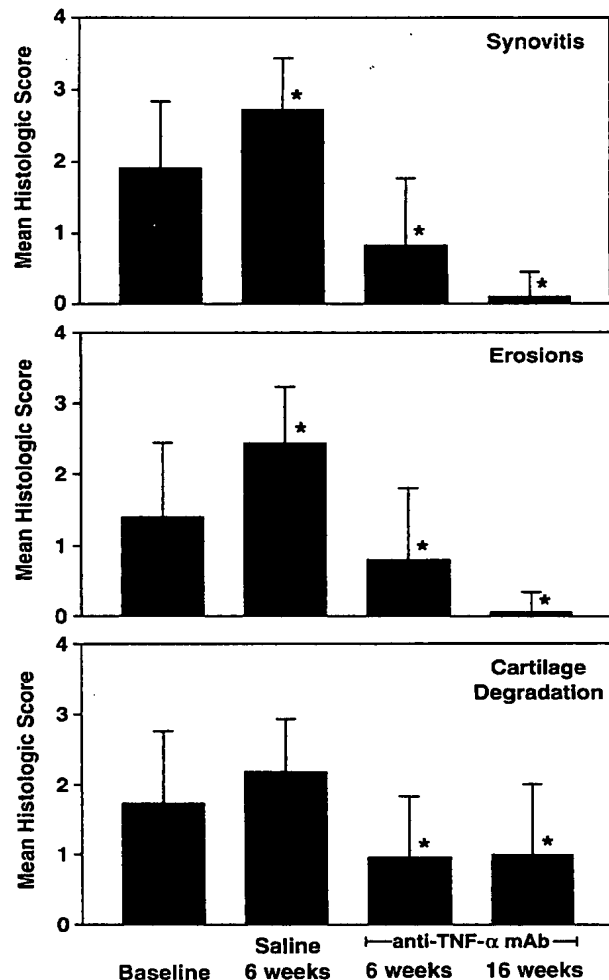 Mean Histologic Score
4
3
2
1
0
Synovitis
*
*
*
Mean Histologic Score
4
3
2
1
0
Erosions
*
*
*
Mean Histologic Score
4
3
2
1
0
Cartilage
Degradation
*
*
Baseline
Saline
6 weeks
anti-TNF-α mAb
6 weeks
16 weeks